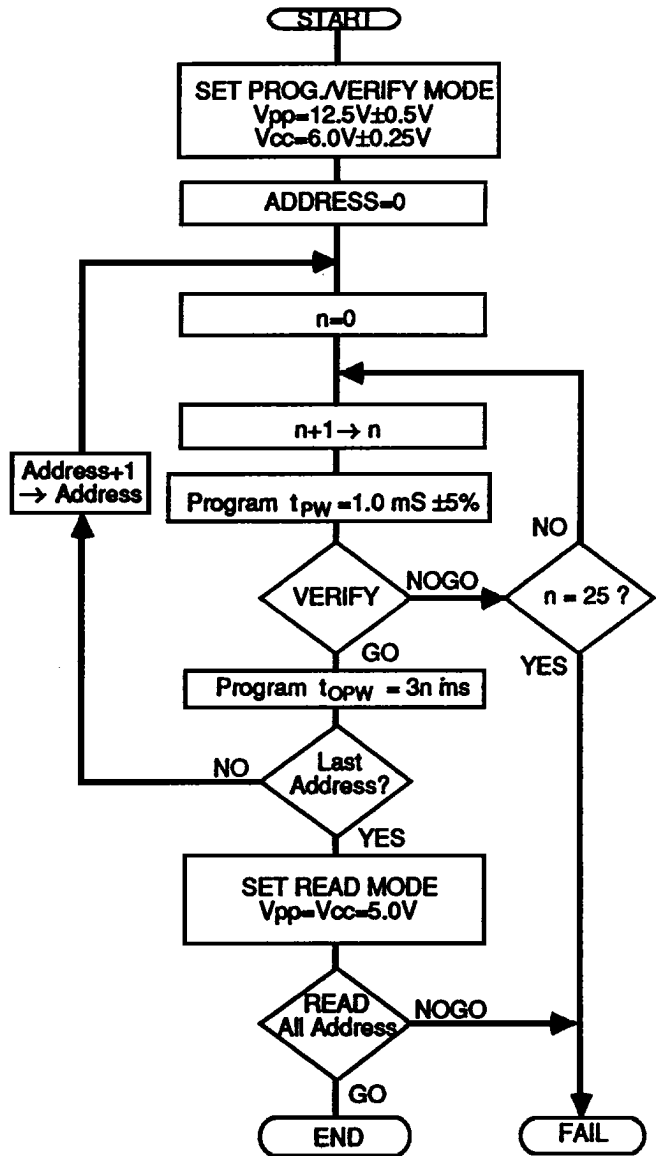 START
SET PROG./VERIFY MODE
Vpp=12.5V±0.5V
Vcc=6.0V±0.25V
ADDRESS=0
n=0
n+1 → n
Address+1
→ Address
Program tPW =1.0 mS ±5%
NO
VERIFY
NOGO
n = 25 ?
GO
YES
Program tOPW = 3n ms
NO
Last
Address?
YES
SET READ MODE
Vpp=Vcc=5.0V
READ
All Address
NOGO
GO
END
FAIL